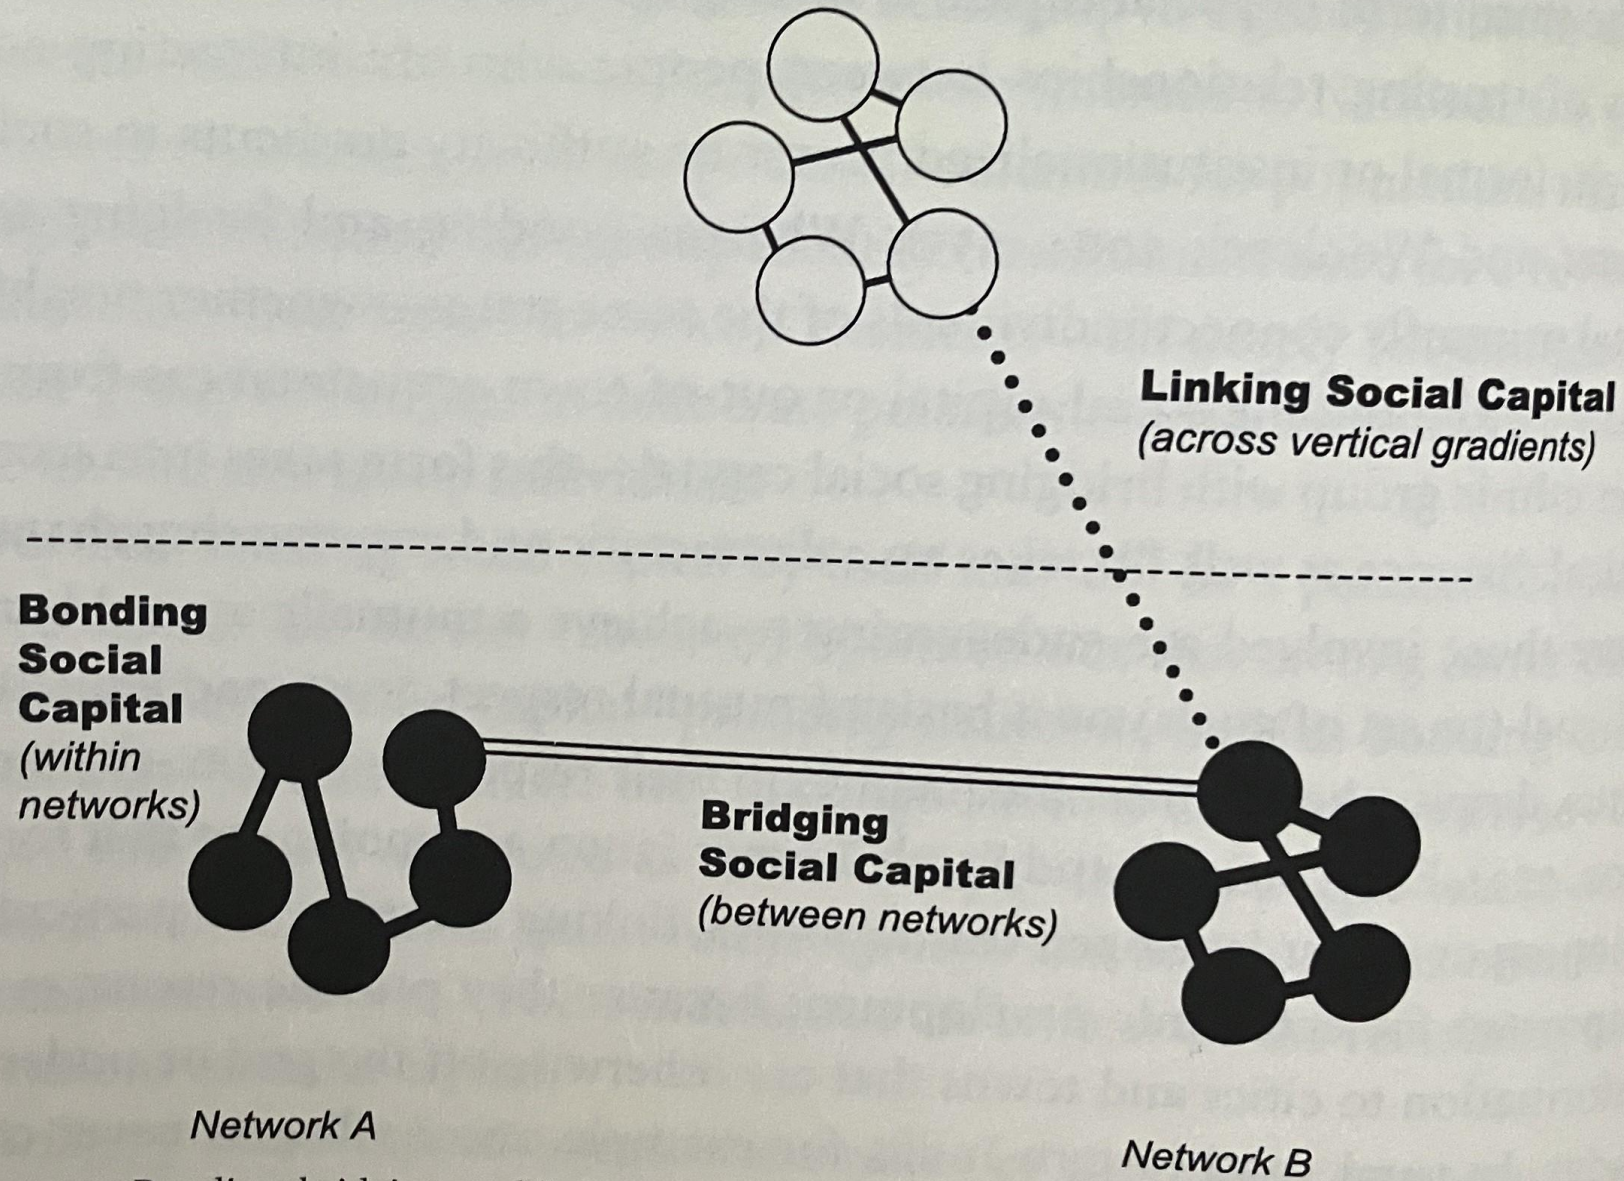 Linking Social Capital
(across vertical gradients)
Bonding
Social
Capital
(within
networks)
Bridging
Social Capital
(between networks)
Network A
Network B